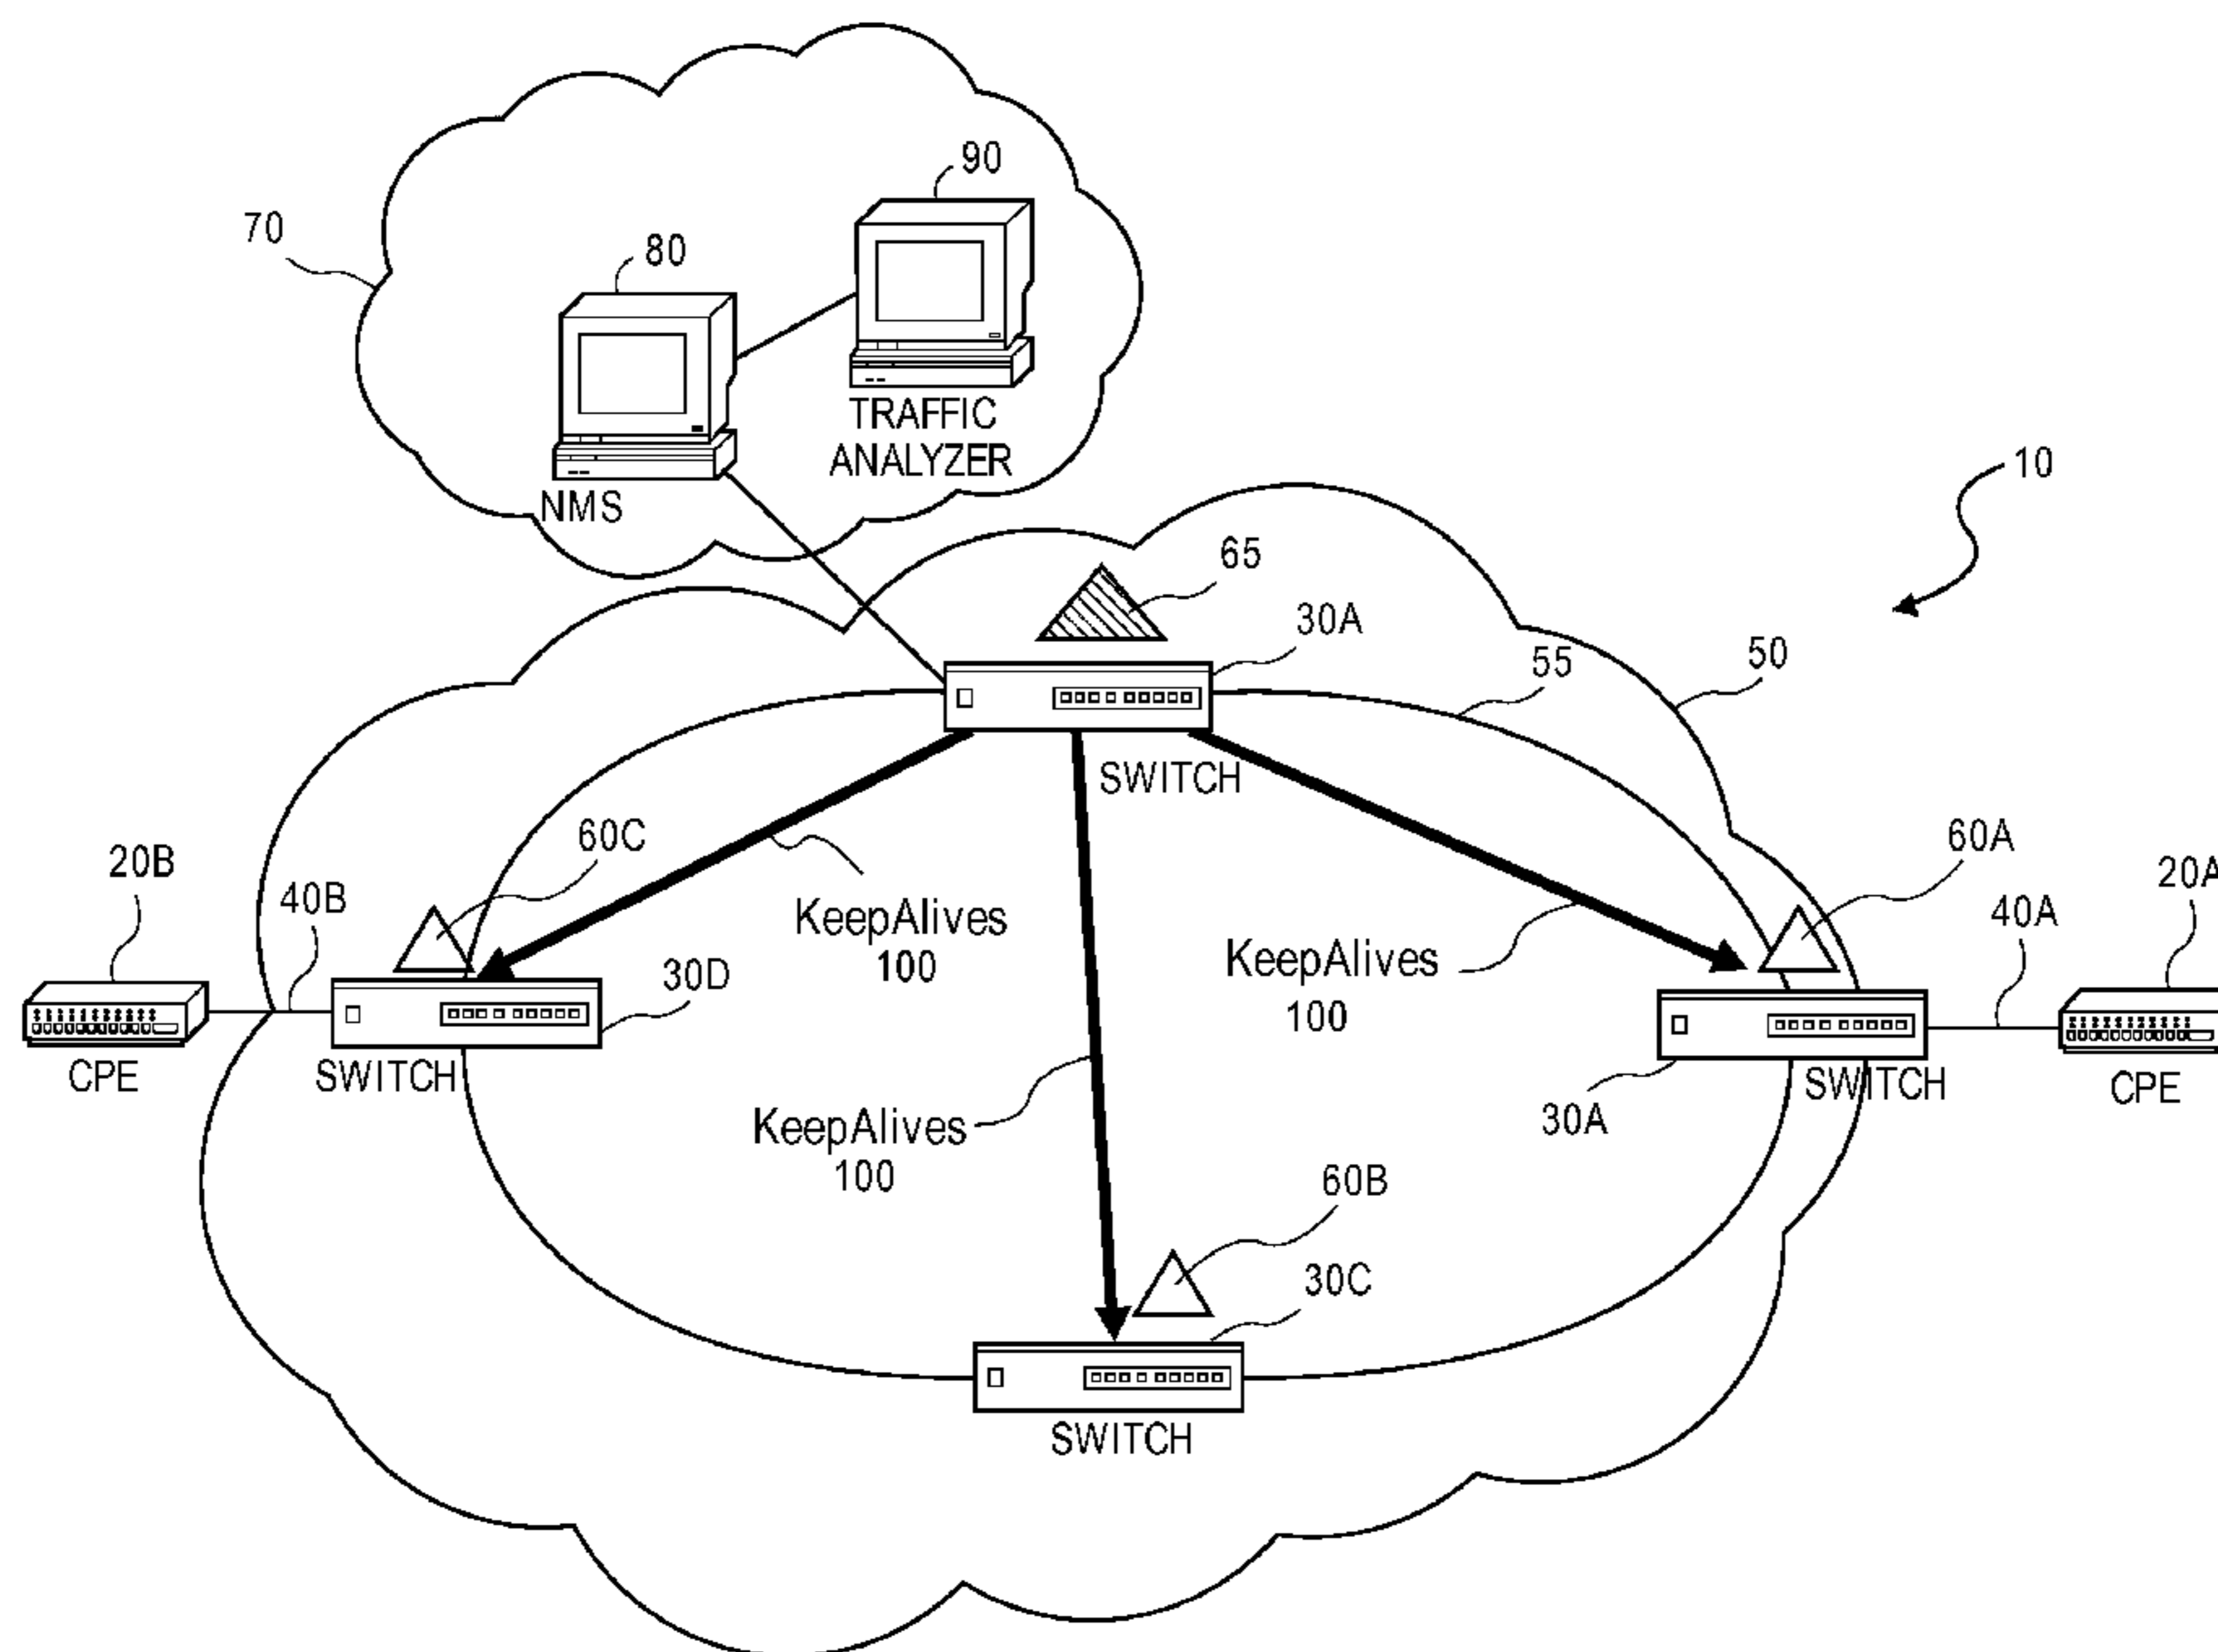 90
70
80
TRAFFIC
ANALYZER
NMS
10
65
30A
50
55
SWITCH
60C
60A
20B
20A
40B
40A
KeepAlives
100
30D
KeepAlives
100
CPE
SWITCH
SWITCH
CPE
30A
KeepAlives
100
60B
30C
SWITCH